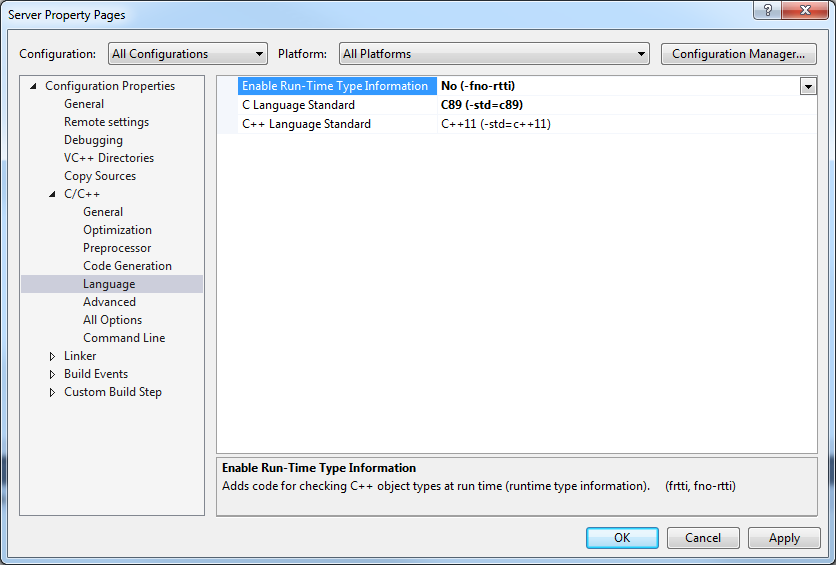 Server Property Pages
Configuration: All Configurations Platform: All Platforms Configuration Manager...
Configuration Properties
General
Remote settings
Debugging
VC++ Directories
Copy Sources
C/C++
General
Optimization
Preprocessor
Code Generation
Language
Advanced
All Options
Command Line
Linker
Build Events
Custom Build Step
Enable Run-Time Type Information No (-fno-rtti)
C Language Standard C89 (-std=c89)
C++ Language Standard C++11 (-std=c++11)
Enable Run-Time Type Information
Adds code for checking C++ object types at run time (runtime type information). (frtti, fno-rtti)
OK Cancel Apply